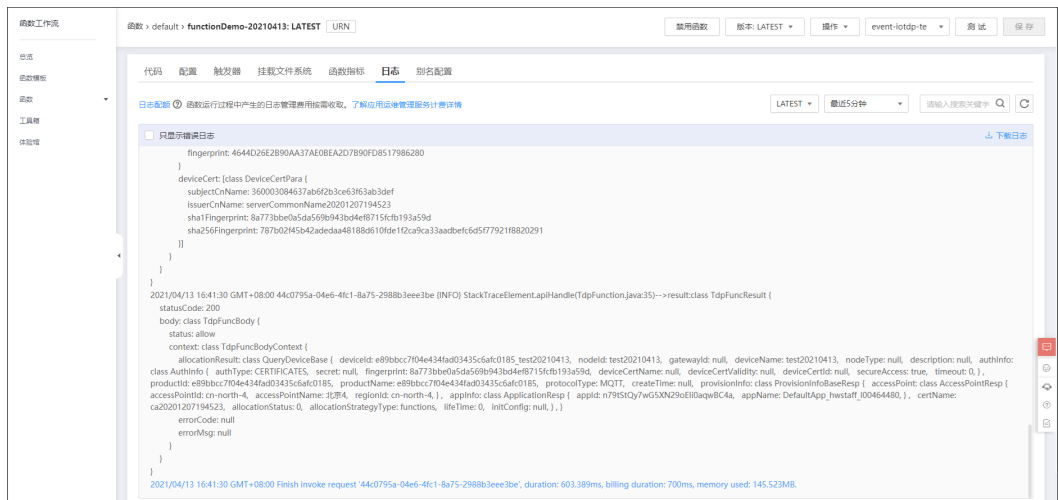 函数工作流
函数 › default › functionDemo-20210413: LATEST URN
禁用函数 版本: LATEST 操作 event-iotdp-te 测试 保存
总览
函数模板
函数
工具箱
体验馆
代码 配置 触发器 挂载文件系统 函数指标 日志 别名配置
日志配额 函数运行过程中产生的日志管理费用按需收取。了解应用运维管理服务计费详情
LATEST 最近5分钟 请输入搜索关键字
只显示错误日志 下载日志
fingerprint: 4644D26E2B90AA37AE0BEA2D7B90FD8517986280
}
deviceCert: [class DeviceCertPara {
subjectCnName: 360003084637ab6f2b3ce63f63ab3def
issuerCnName: serverCommonName20201207194523
sha1Fingerprint: 8a773bbe0a5da569b943bd4ef8715fcfb193a59d
sha256Fingerprint: 787b02f45b42adedaa48188d610fde1f2ca9ca33aadbefc6d5f77921f8820291
}]
}
}
}
2021/04/13 16:41:30 GMT+08:00 44c0795a-04e6-4fc1-8a75-2988b3eee3be {INFO} StackTraceElement.apiHandle(TdpFunction.java:35)-->result:class TdpFuncResult {
statusCode: 200
body: class TdpFuncBody {
status: allow
context: class TdpFuncBodyContext {
allocationResult: class QueryDeviceBase { deviceId: e89bbcc7f04e434fad03435c6afc0185_test20210413, nodeId: test20210413, gatewayId: null, deviceName: test20210413, nodeType: null, description: null, authInfo:
class AuthInfo { authType: CERTIFICATES, secret: null, fingerprint: 8a773bbe0a5da569b943bd4ef8715fcfb193a59d, deviceCertName: null, deviceCertValidity: null, deviceCertId: null, secureAccess: true, timeout: 0, } ,
productId: e89bbcc7f04e434fad03435c6afc0185, productName: e89bbcc7f04e434fad03435c6afc0185, protocolType: MQTT, createTime: null, provisionInfo: class ProvisionInfoBaseResp { accessPoint: class AccessPointResp {
accessPointId: cn-north-4, accessPointName: 北京4, regionId: cn-north-4, } , appInfo: class ApplicationResp { appId: n79tStQy7wG5XN29oEli0aqwBC4a, appName: DefaultApp_hwstaff_l00464480, } , certName:
ca20201207194523, allocationStatus: 0, allocationStrategyType: functions, lifeTime: 0, initConfig: null, } , }
errorCode: null
errorMsg: null
}
}
}
2021/04/13 16:41:30 GMT+08:00 Finish invoke request '44c0795a-04e6-4fc1-8a75-2988b3eee3be', duration: 603.389ms, billing duration: 700ms, memory used: 145.523MB.